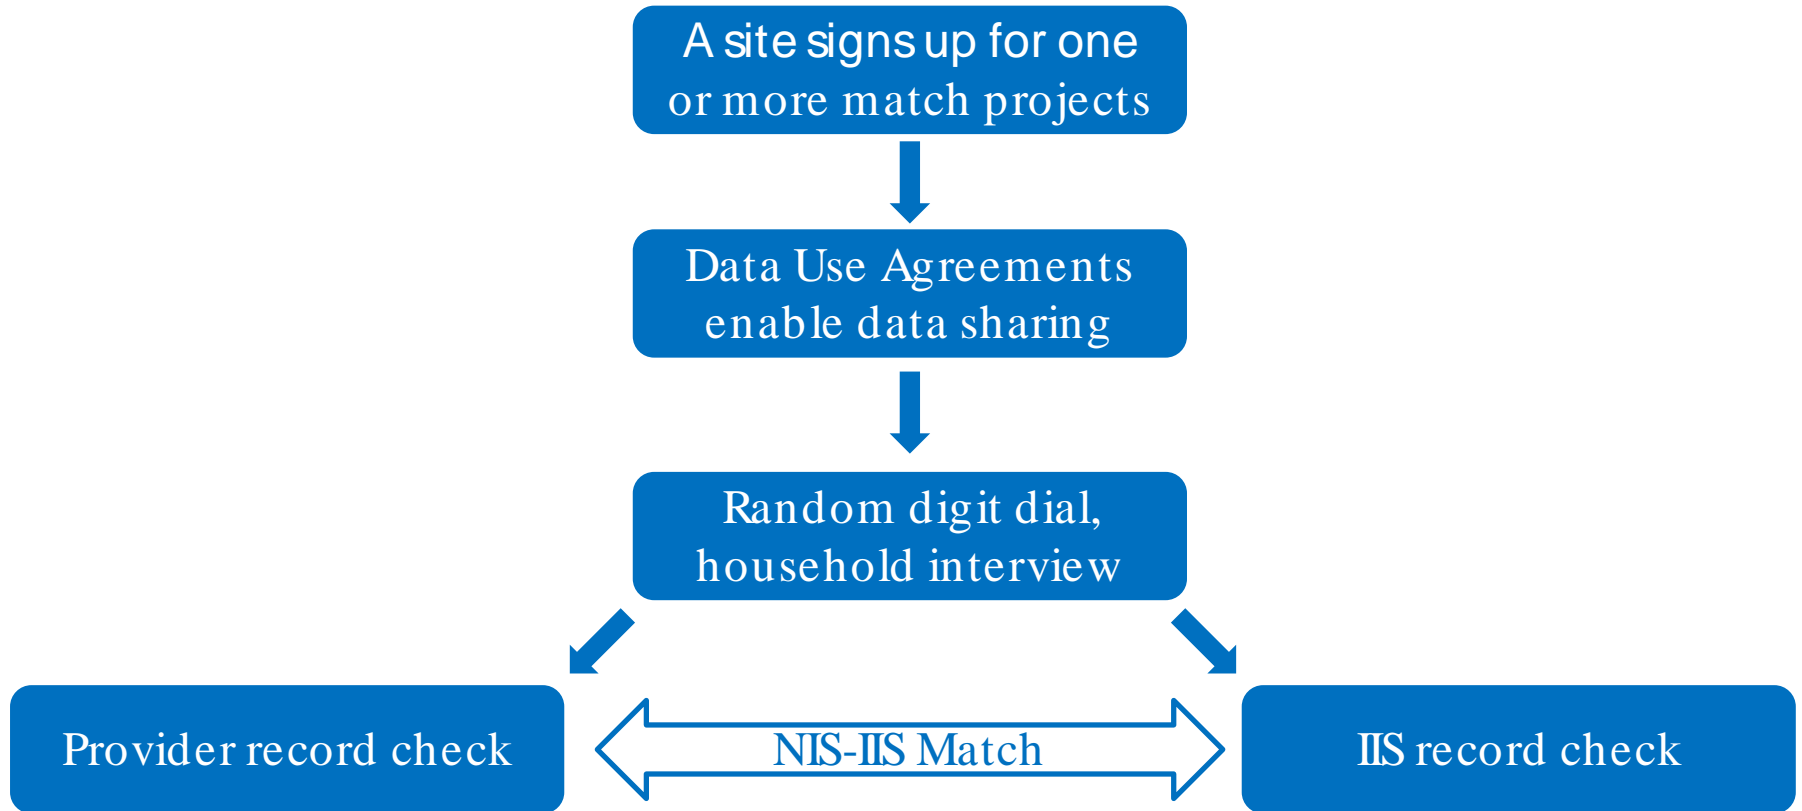 A site signs up for one
or more match projects
Data Use Agreements
enable data sharing
Random digit dial,
household interview
Provider record check
NIS-IIS Match
IIS record check